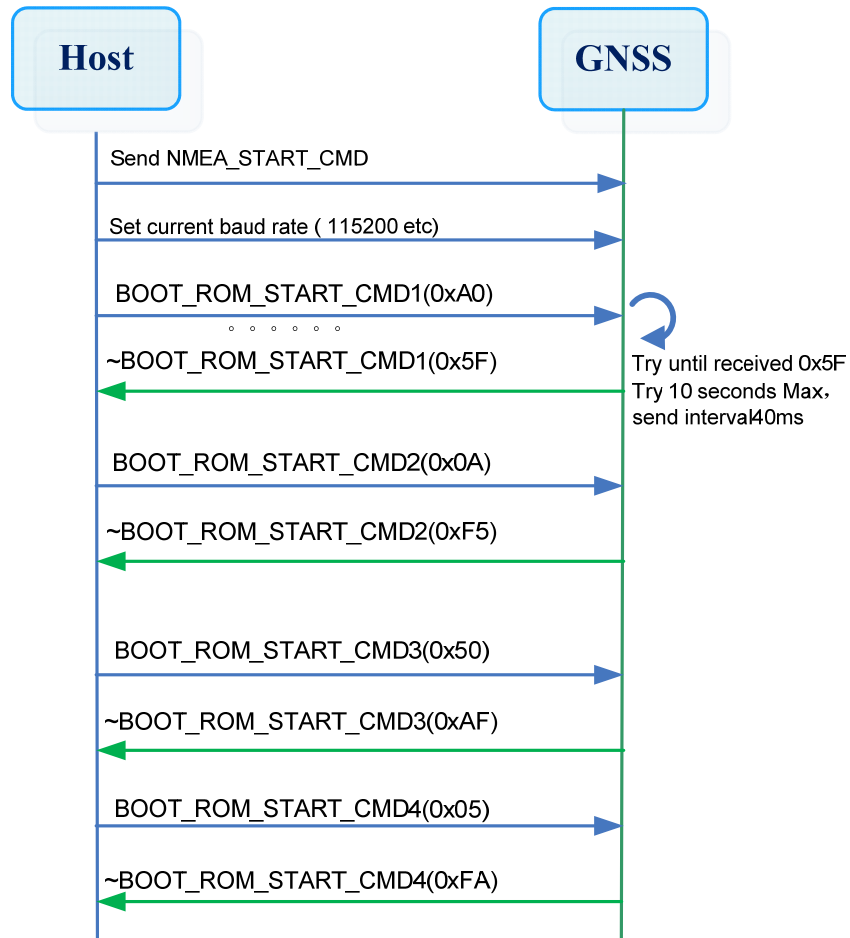 Host
GNSS
Send NMEA_START_CMD
Set current baud rate ( 115200 etc)
BOOT_ROM_START_CMD1(0xA0)
。。。。。。
~BOOT_ROM_START_CMD1(0x5F)
Try until received 0x5F
Try 10 seconds Max，
send interval40ms
BOOT_ROM_START_CMD2(0x0A)
~BOOT_ROM_START_CMD2(0xF5)
BOOT_ROM_START_CMD3(0x50)
~BOOT_ROM_START_CMD3(0xAF)
BOOT_ROM_START_CMD4(0x05)
~BOOT_ROM_START_CMD4(0xFA)